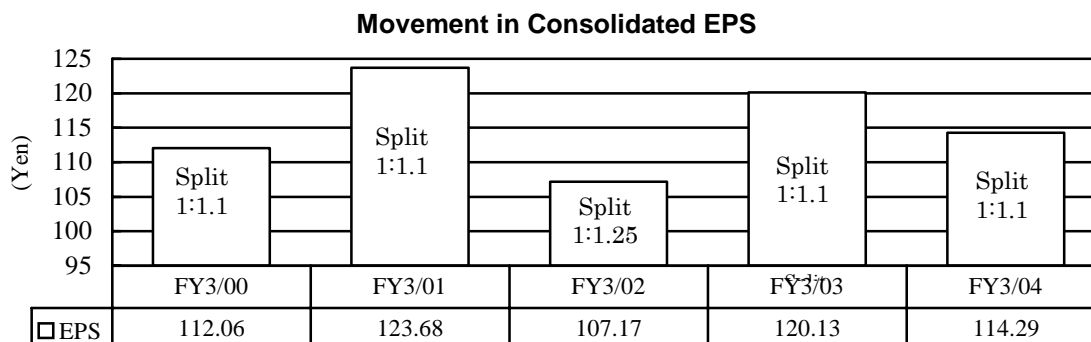 Movement in Consolidated EPS
(Yen)
125
120
115
110
105
100
95
Split
1:1.1
Split
1:1.1
Split
1:1.25
Split
1:1.1
Split
1:1.1
FY3/00 FY3/01 FY3/02 FY3/03 FY3/04
EPS 112.06 123.68 107.17 120.13 114.29